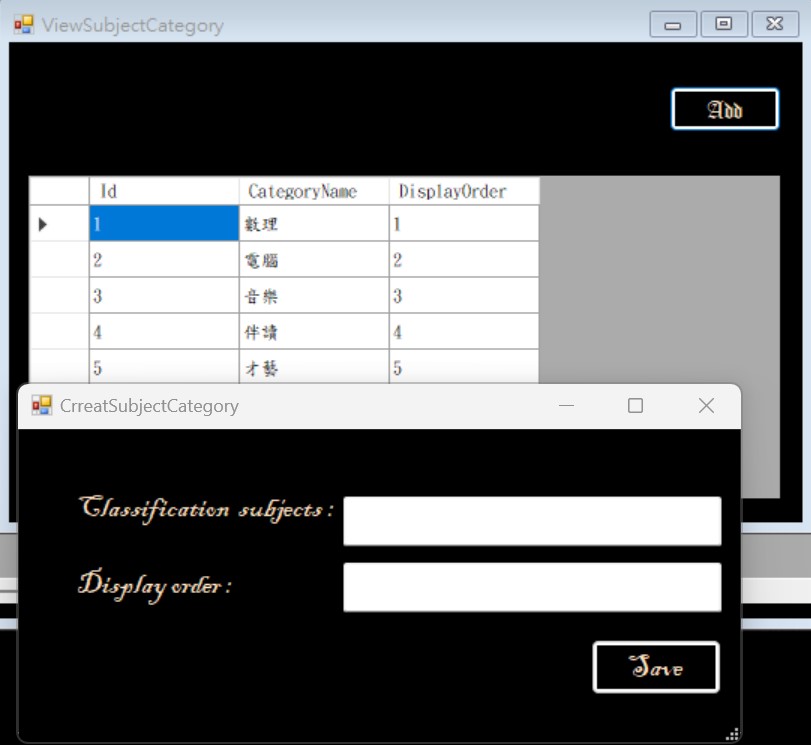 ViewSubjectCategory
Add
Id CategoryName DisplayOrder
1 數理 1
2 電腦 2
3 音樂 3
4 伴讀 4
5 才藝 5
CrreatSubjectCategory
Classification subjects :
Display order :
Save